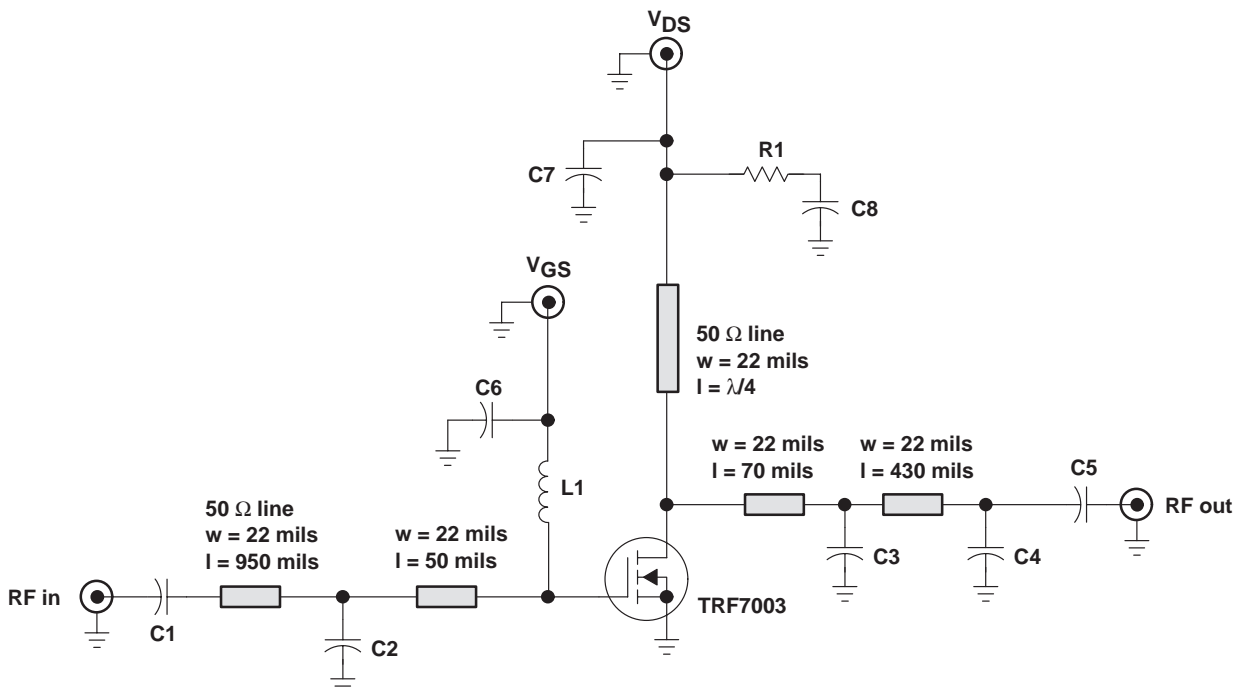 VDS
R1
C7
C8
VGS
50 Ω line
w = 22 mils
l = λ/4
C6
w = 22 mils
l = 70 mils
w = 22 mils
l = 430 mils
C5
L1
RF out
50 Ω line
w = 22 mils
l = 950 mils
w = 22 mils
l = 50 mils
C3
C4
RF in
TRF7003
C1
C2